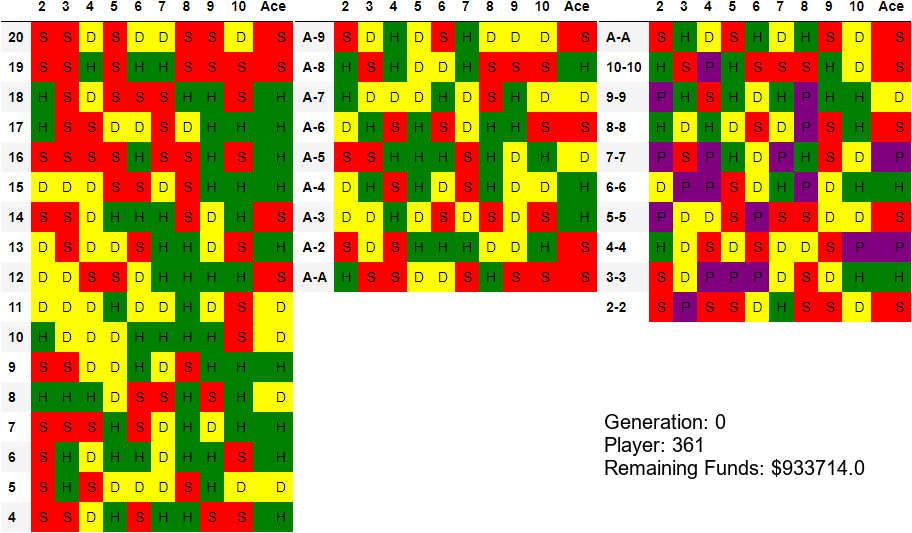 2 3 4 5 6 7 8 9 10 Ace
20 S S D S D D S S D S
19 S S H S H H S S S S
18 H S D S S S H H S H
17 H S S D D S D H H H
16 S S S S H S S H S H
15 D D D S S D S H H H
14 S S D H H H S D H S
13 D S D D S H H D S H
12 D D S S D H H H H S
11 D D D H D D H D S D
10 H D D D H H H H S D
9 S S D D H D S H H H
8 H H H D S S H S H D
7 S S S H S D H D H H
6 S H D H H D H H S H
5 S H S D D D S H D D
4 S S D H S H H S S H
2 3 4 5 6 7 8 9 10 Ace
A-9 S D H D S H D D D S
A-8 H S H D D H S S S H
A-7 H D D D H D S H D D
A-6 D H S H S D H H S S
A-5 S S H H H S H D H D
A-4 D H S H D S H D D H
A-3 D D H D S D S D S H
A-2 S D S H H H D D H S
A-A H S S D D S H S S S
2 3 4 5 6 7 8 9 10 Ace
A-A S H D S H D H S D S
10-10 H S P H S S S H D S
9-9 P H S H D H P H H D
8-8 H D H D S D P S H S
7-7 P S P H D P H S D P
6-6 D P P S D H P D H H
5-5 P D D S P S S D D S
4-4 H D S D S D D S P P
3-3 S D P P P D S D H H
2-2 S P S S D H S S D S
Generation: 0
Player: 361
Remaining Funds: $933714.0